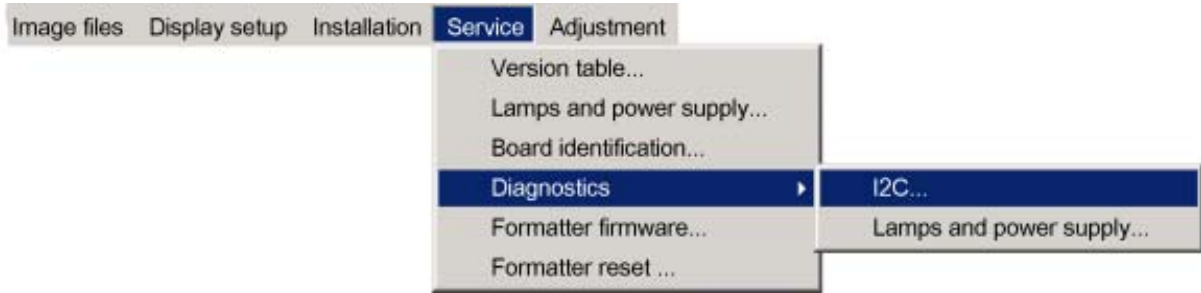 Image files Display setup Installation Service Adjustment
Version table...
Lamps and power supply...
Board identification...
Diagnostics
I2C...
Formatter firmware...
Lamps and power supply...
Formatter reset ...